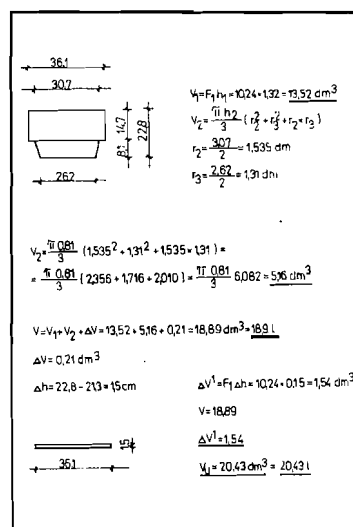 36.1
30.7
14,7
8,1
22,8
26.2
V1=F1 h1 = 10,24 • 1,32 = 13,52 dm³
V2= π h2/3 ( r2² + r3² + r2 • r3 )
r2 = 3,07/2 = 1,535 dm
r3 = 2,62/2 = 1,31 dm
V2= π 0,81/3 (1,535² + 1,31² + 1,535 • 1,31) =
= π 0,81/3 (2,356 + 1,716 + 2,010) = π 0,81/3 6,082 = 5,16 dm³
V=V1+V2 + ΔV = 13,52 + 5,16 + 0,21 = 18,89 dm³ = 18,9 l
ΔV = 0,21 dm³
Δh = 22,8 - 21,3 = 1,5 cm
ΔV¹ = F1 Δh = 10,24 • 0,15 = 1,54 dm³
V = 18,89
ΔV¹ = 1,54
1,5
36,1
= 20,43 dm³ = 20,43 l